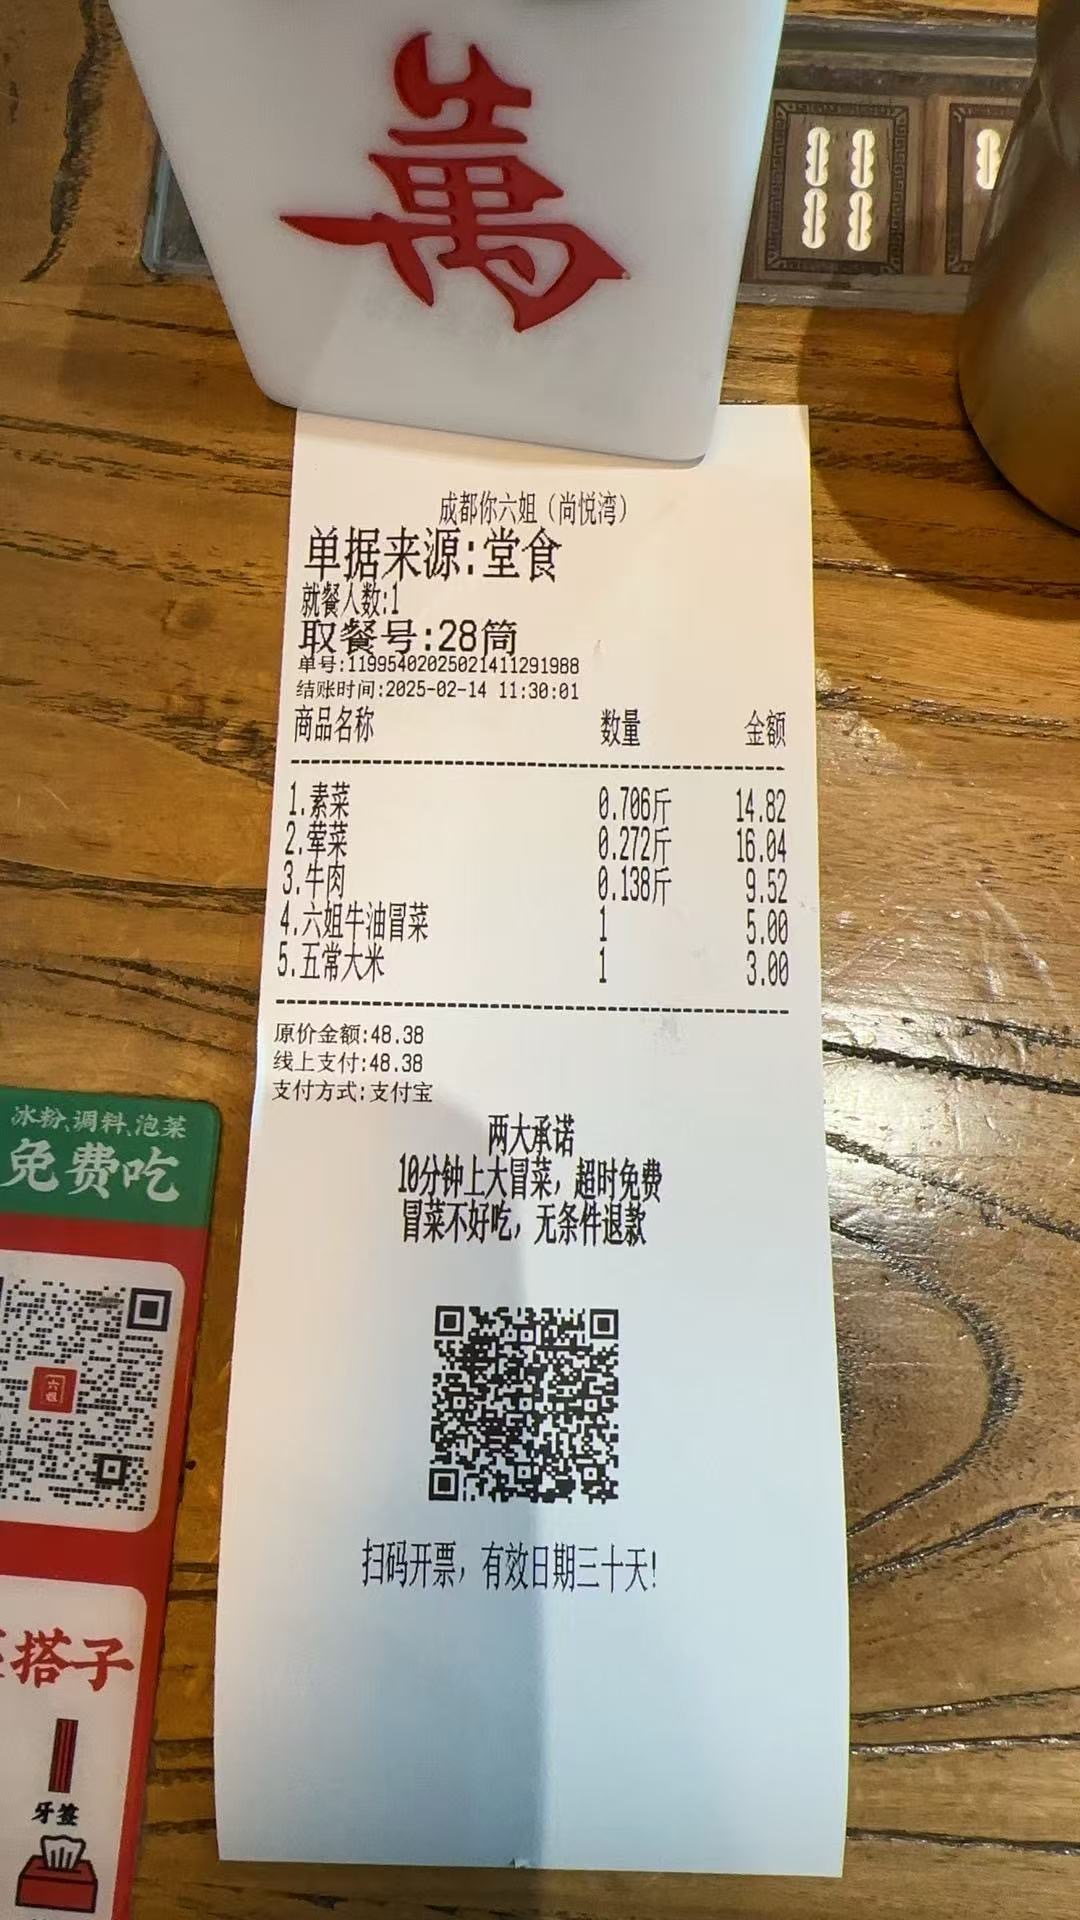 萬
成都你六姐（尚悦湾）
单据来源:堂食
就餐人数:1
取餐号:28筒
单号:11995402025021411291988
结账时间:2025-02-14 11:30:01
商品名称 数量 金额
1.素菜 0.706斤 14.82
2.荤菜 0.272斤 16.04
3.牛肉 0.138斤 9.52
4.六姐牛油冒菜 1 5.00
5.五常大米 1 3.00
原价金额:48.38
线上支付:48.38
支付方式:支付宝
两大承诺
10分钟上大冒菜，超时免费
冒菜不好吃，无条件退款
扫码开票，有效日期三十天！
冰粉、调料、泡菜
免费吃
六姐
搭子
牙签